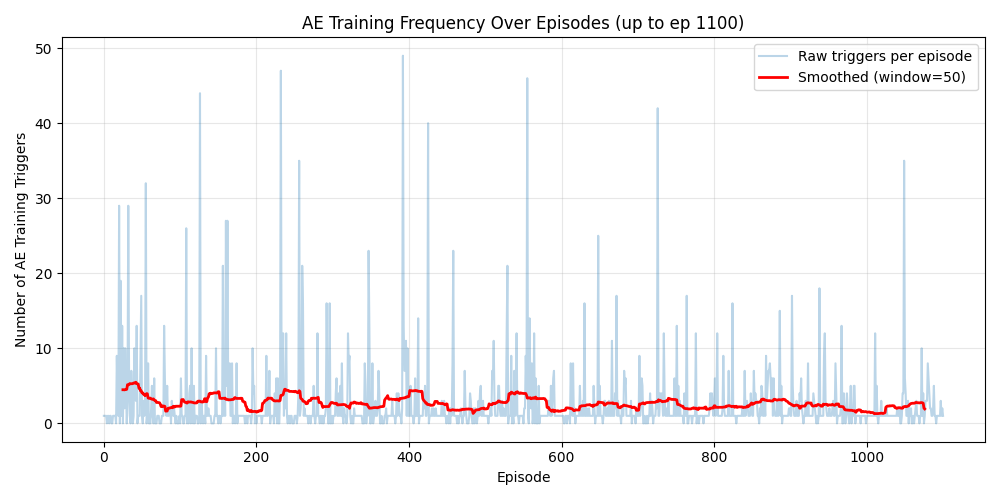 AE Training Frequency Over Episodes (up to ep 1100)
Raw triggers per episode
Smoothed (window=50)
Number of AE Training Triggers
50
40
30
20
10
0
0 200 400 600 800 1000
Episode